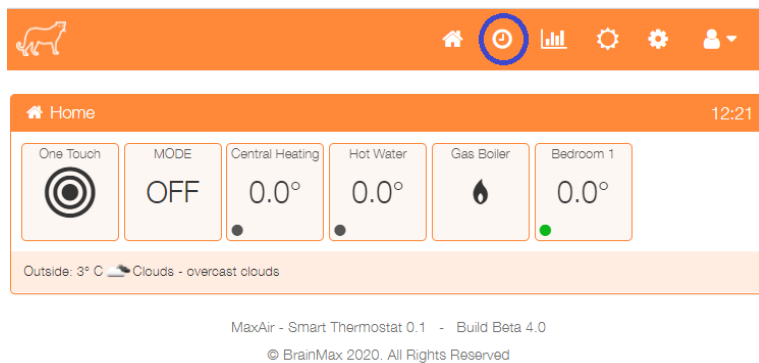 Home 12:21
One Touch MODE Central Heating Hot Water Gas Boiler Bedroom 1
OFF 0.0° 0.0° 0.0°
Outside: 3° C Clouds - overcast clouds
MaxAir - Smart Thermostat 0.1 - Build Beta 4.0
© BrainMax 2020. All Rights Reserved